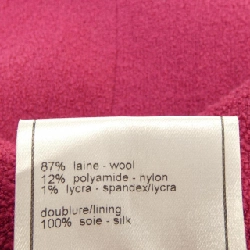 87% laine - wool
12% polyamide - nylon
1% lycra - spandex/lycra
doublure/lining
100% soie - silk